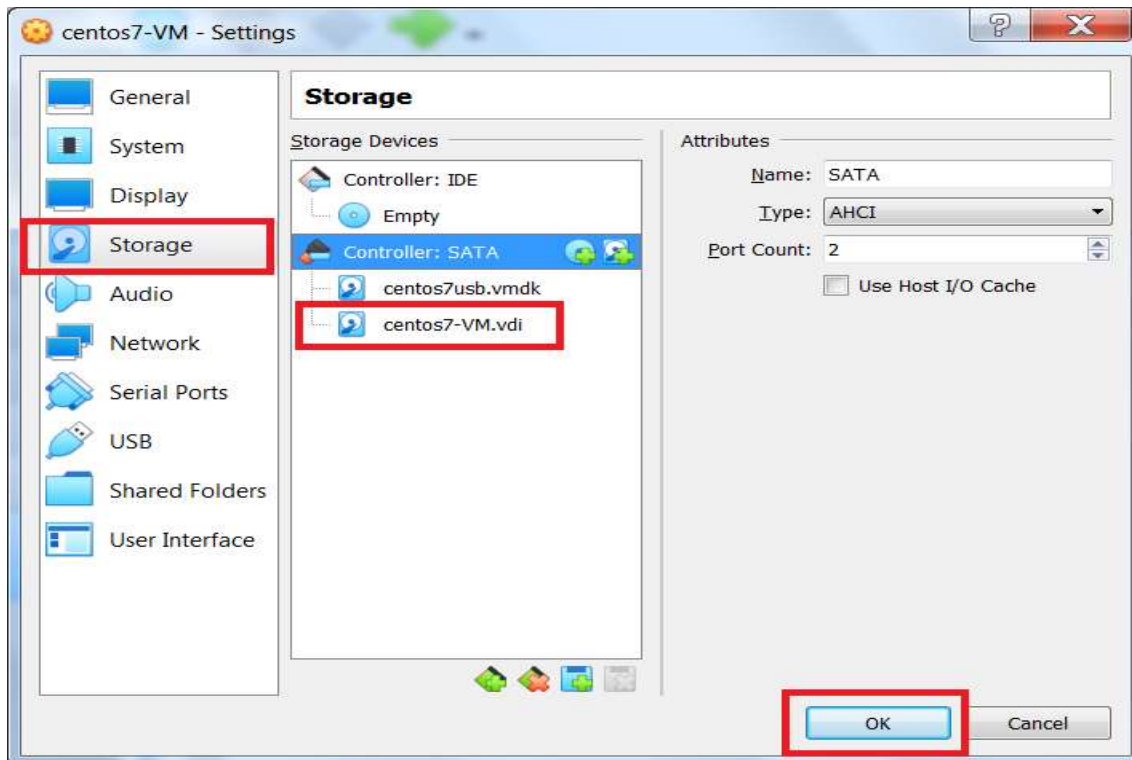 centos7-VM - Settings
General
System
Display
Storage
Audio
Network
Serial Ports
USB
Shared Folders
User Interface
Storage
Storage Devices
Controller: IDE
Empty
Controller: SATA
centos7usb.vmdk
centos7-VM.vdi
Attributes
Name: SATA
Type: AHCI
Port Count: 2
Use Host I/O Cache
OK
Cancel